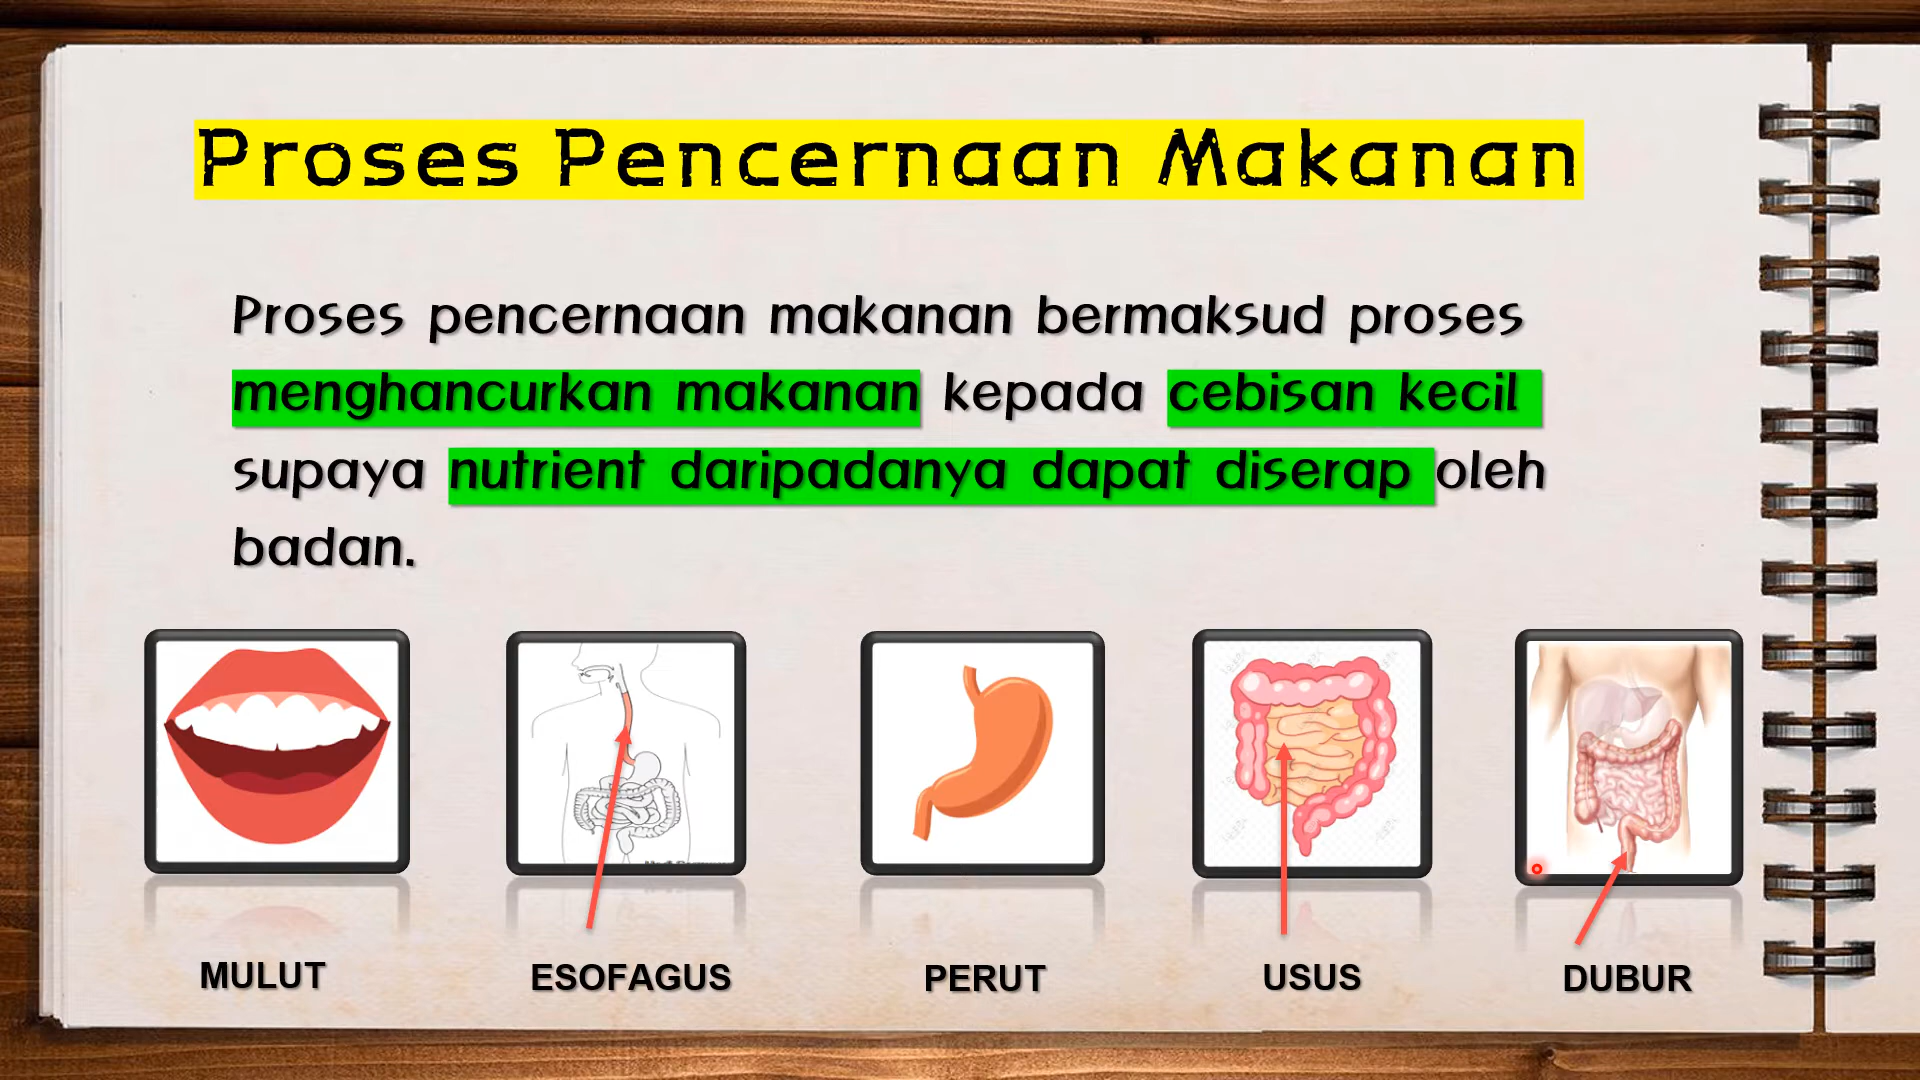 Proses Pencernaan Makanan
Proses pencernaan makanan bermaksud proses
menghancurkan makanan kepada cebisan kecil
supaya nutrient daripadanya dapat diserap oleh
badan.
MULUT
ESOFAGUS
PERUT
USUS
DUBUR